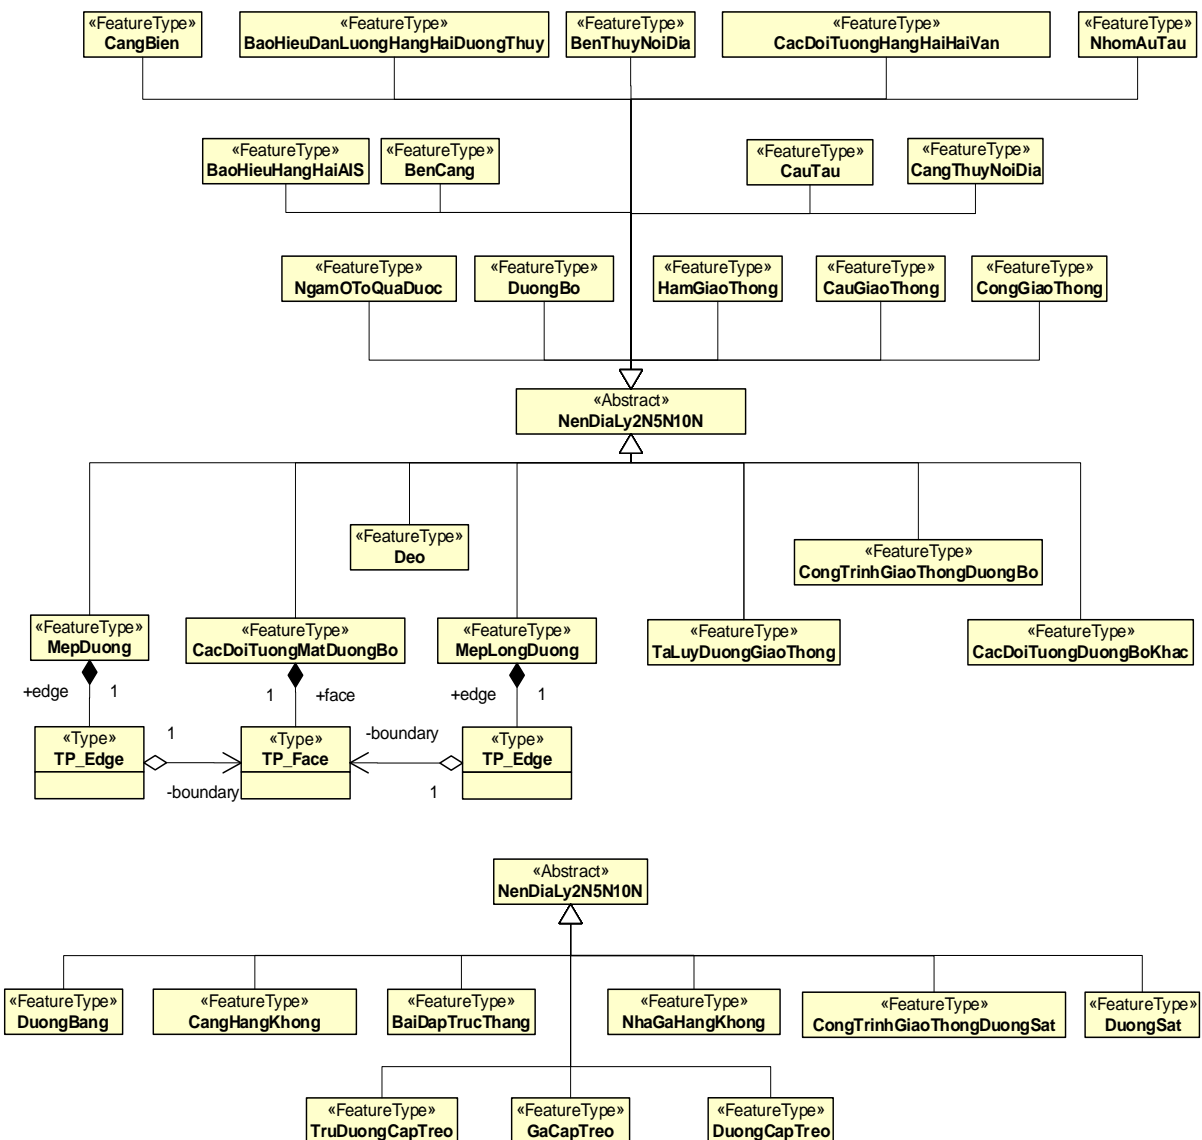 «FeatureType»
CangBien
«FeatureType»
BaoHieuDanLuongHangHaiDuongThuy
«FeatureType»
BenThuyNoiDia
«FeatureType»
CacDoiTuongHangHaiHaiVan
«FeatureType»
NhomAuTau
«FeatureType»
BaoHieuHangHaiAIS
«FeatureType»
BenCang
«FeatureType»
CauTau
«FeatureType»
CangThuyNoiDia
«FeatureType»
NgamOToQuaDuoc
«FeatureType»
DuongBo
«FeatureType»
HamGiaoThong
«FeatureType»
CauGiaoThong
«FeatureType»
CongGiaoThong
«Abstract»
NenDiaLy2N5N10N
«FeatureType»
Deo
«FeatureType»
CongTrinhGiaoThongDuongBo
«FeatureType»
MepDuong
«FeatureType»
CacDoiTuongMatDuongBo
«FeatureType»
MepLongDuong
«FeatureType»
TaLuyDuongGiaoThong
«FeatureType»
CacDoiTuongDuongBoKhac
+edge 1
1 +face
+edge 1
«Type»
TP_Edge
1
-boundary
«Type»
TP_Face
-boundary
1
«Type»
TP_Edge
«Abstract»
NenDiaLy2N5N10N
«FeatureType»
DuongBang
«FeatureType»
CangHangKhong
«FeatureType»
BaiDapTrucThang
«FeatureType»
NhaGaHangKhong
«FeatureType»
CongTrinhGiaoThongDuongSat
«FeatureType»
DuongSat
«FeatureType»
TruDuongCapTreo
«FeatureType»
GaCapTreo
«FeatureType»
DuongCapTreo